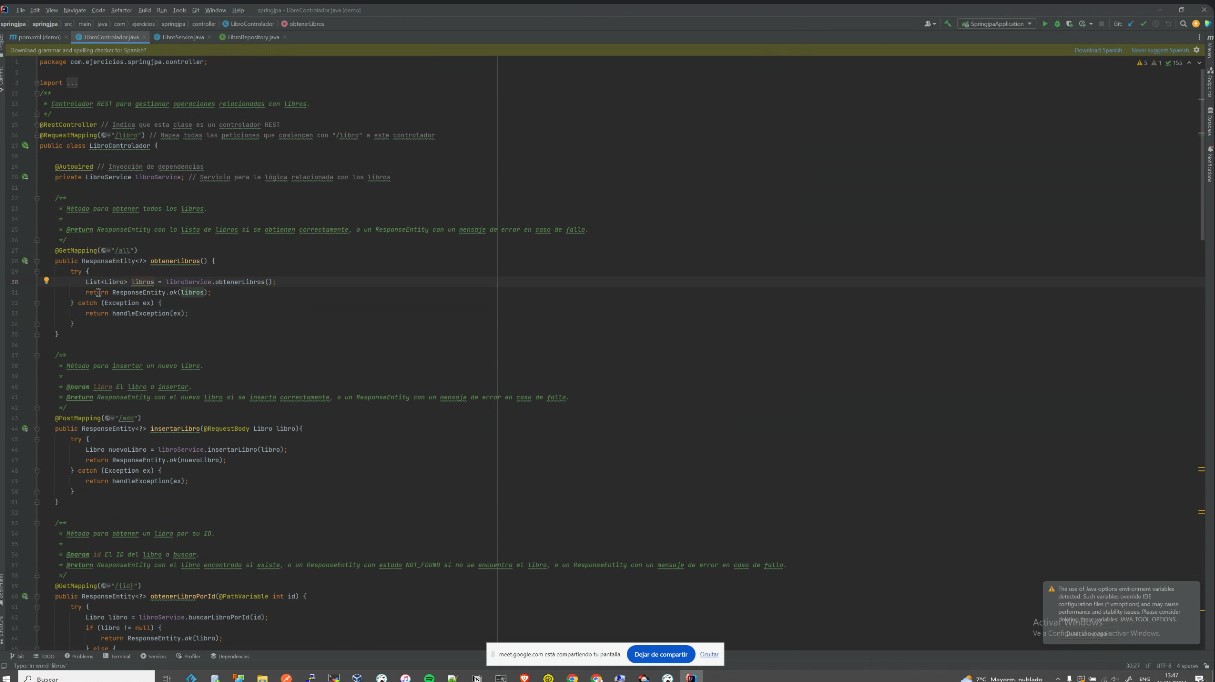 File Edit View Navigate Code Refactor Build Run Tools Git Window Help springjpa - LibroControlador.java
springjpa springjpa src main java com ejercicios springjpa controller LibroControlador obtenerLibros
SpringjpaApplication Git:
pom.xml (demo) LibroControlador.java LibroService.java LibroRepository.java
Download grammar and spelling checker for Spanish? Download Spanish Never suggest Spanish
package com.ejercicios.springjpa.controller;
import ...
/**
* Controlador REST para gestionar operaciones relacionadas con libros.
*/
@RestController // Indica que esta clase es un controlador REST
@RequestMapping("/libro") // Mapea todas las peticiones que comiencen con "/libro" a este controlador
public class LibroControlador {
@Autowired // Inyección de dependencias
private LibroService libroService; // Servicio para la lógica relacionada con los libros
/**
* Método para obtener todos los libros.
*
* @return ResponseEntity con la lista de libros si se obtienen correctamente, o un ResponseEntity con un mensaje de error en caso de fallo.
*/
@GetMapping("/all")
public ResponseEntity<?> obtenerLibros() {
try {
List<Libro> libros = libroService.obtenerLibros();
return ResponseEntity.ok(libros);
} catch (Exception ex) {
return handleException(ex);
}
}
/**
* Método para insertar un nuevo libro.
*
* @param libro El libro a insertar.
* @return ResponseEntity con el nuevo libro si se inserta correctamente, o un ResponseEntity con un mensaje de error en caso de fallo.
*/
@PostMapping("/add")
public ResponseEntity<?> insertarLibro(@RequestBody Libro libro){
try {
Libro nuevoLibro = libroService.insertarLibro(libro);
return ResponseEntity.ok(nuevoLibro);
} catch (Exception ex) {
return handleException(ex);
}
}
/**
* Método para obtener un libro por su ID.
*
* @param id El ID del libro a buscar.
* @return ResponseEntity con el libro encontrado si existe, o un ResponseEntity con estado NOT_FOUND si no se encuentra el libro, o un ResponseEntity con un mensaje de error en caso de fallo.
*/
@GetMapping("/{id}")
public ResponseEntity<?> obtenerLibroPorId(@PathVariable int id) {
try {
Libro libro = libroService.buscarLibroPorId(id);
if (libro != null) {
return ResponseEntity.ok(libro);
} else {
The use of Java options environment variables
detected. Such variables override IDE
configuration files (*.vmoptions) and may cause
performance and stability issues. Please consider
deleting these variables: JAVA_TOOL_OPTIONS.
Don't show again
Activar Windows
Ve a Configuración para activar Windows.
meet.google.com está compartiendo tu pantalla. Dejar de compartir Ocultar
Git TODO Problems Terminal Services Profiler Dependencies
Typo: In word 'libros' 30:27 LF UTF-8 4 spaces
Buscar 7°C Mayorm. nublado ESP 13:47